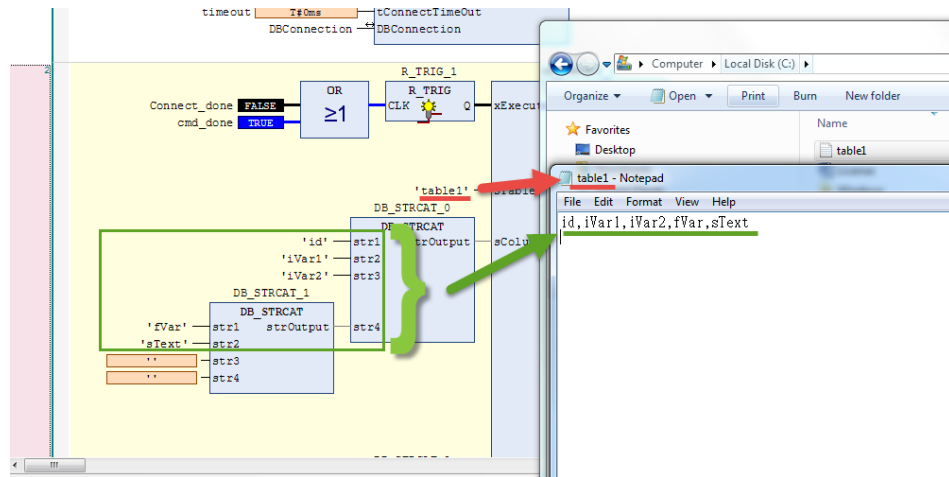 timeout T#0ms tConnectTimeOut
DBConnection DBConnection
2
R_TRIG_1
OR R_TRIG
Connect_done FALSE CLK Q xExecut
cmd_done TRUE ≥1
'table1'
DB_STRCAT_0
DB_STRCAT
'id' str1 strOutput sColu
'iVar1' str2
'iVar2' str3
DB_STRCAT_1
DB_STRCAT
'fVar' str1 strOutput str4
'sText' str2
'' str3
'' str4
Computer Local Disk (C:)
Organize Open Print Burn New folder
Favorites Name
Desktop table1
table1 - Notepad
File Edit Format View Help
id,iVar1,iVar2,fVar,sText